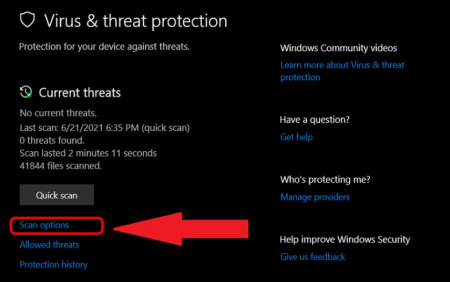 Virus & threat protection
Protection for your device against threats.
Current threats
No current threats.
Last scan: 6/21/2021 6:35 PM (quick scan)
0 threats found.
Scan lasted 2 minutes 11 seconds
41844 files scanned.
Quick scan
Scan options
Allowed threats
Protection history
Windows Community videos
Learn more about Virus & threat
protection
Have a question?
Get help
Who's protecting me?
Manage providers
Help improve Windows Security
Give us feedback